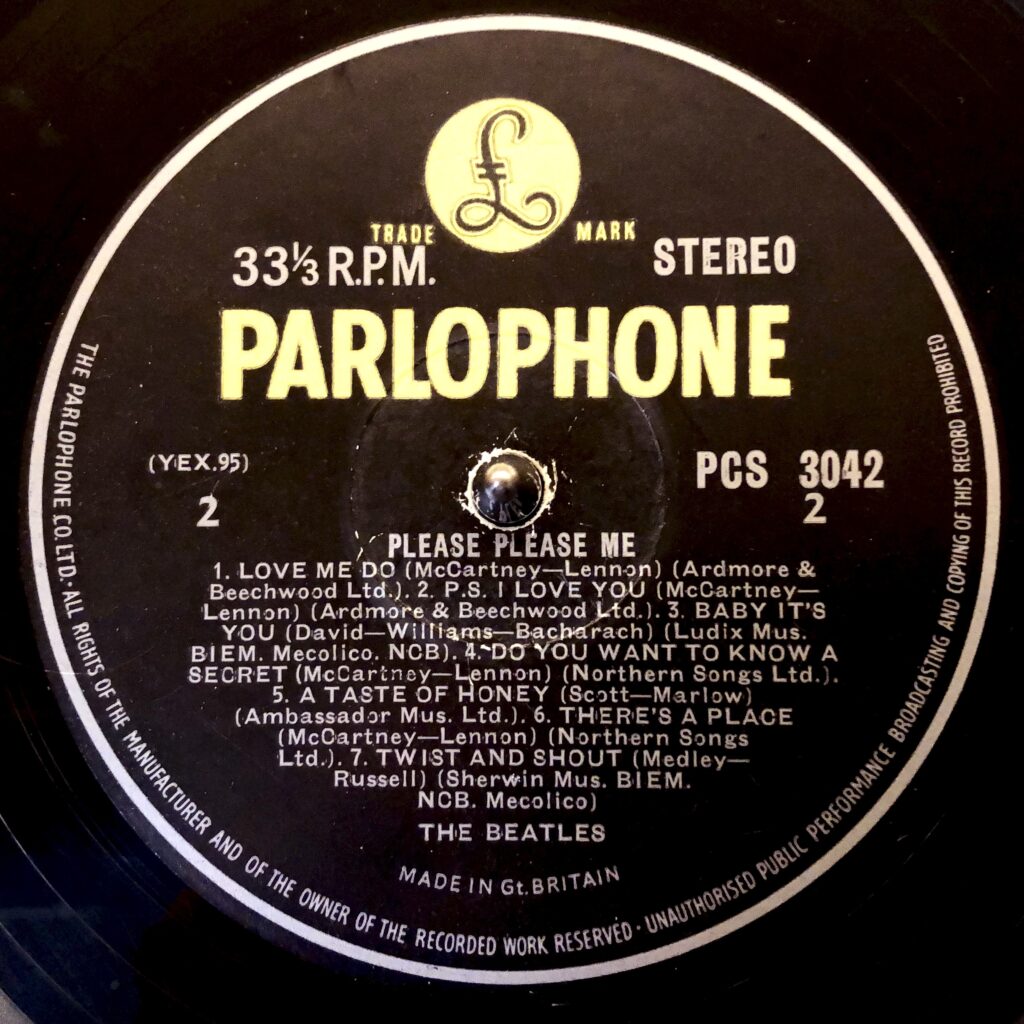 £
TRADE MARK
33⅓ R.P.M. STEREO
PARLOPHONE
(YEX.95) PCS 3042
2 2
PLEASE PLEASE ME
1. LOVE ME DO (McCartney—Lennon) (Ardmore &
Beechwood Ltd.). 2. P.S. I LOVE YOU (McCartney—
Lennon) (Ardmore & Beechwood Ltd.). 3. BABY IT'S
YOU (David—Williams—Bacharach) (Ludix Mus.
BIEM. Mecolico. NCB). 4. DO YOU WANT TO KNOW A
SECRET (McCartney—Lennon) (Northern Songs Ltd.).
5. A TASTE OF HONEY (Scott—Marlow)
(Ambassador Mus. Ltd.). 6. THERE'S A PLACE
(McCartney—Lennon) (Northern Songs
Ltd.). 7. TWIST AND SHOUT (Medley—
Russell) (Sherwin Mus. BIEM.
NCB. Mecolico)
THE BEATLES
MADE IN Gt. BRITAIN
THE PARLOPHONE CO. LTD. · ALL RIGHTS OF THE MANUFACTURER AND OF THE OWNER OF THE RECORDED WORK RESERVED · UNAUTHORISED PUBLIC PERFORMANCE BROADCASTING AND COPYING OF THIS RECORD PROHIBITED